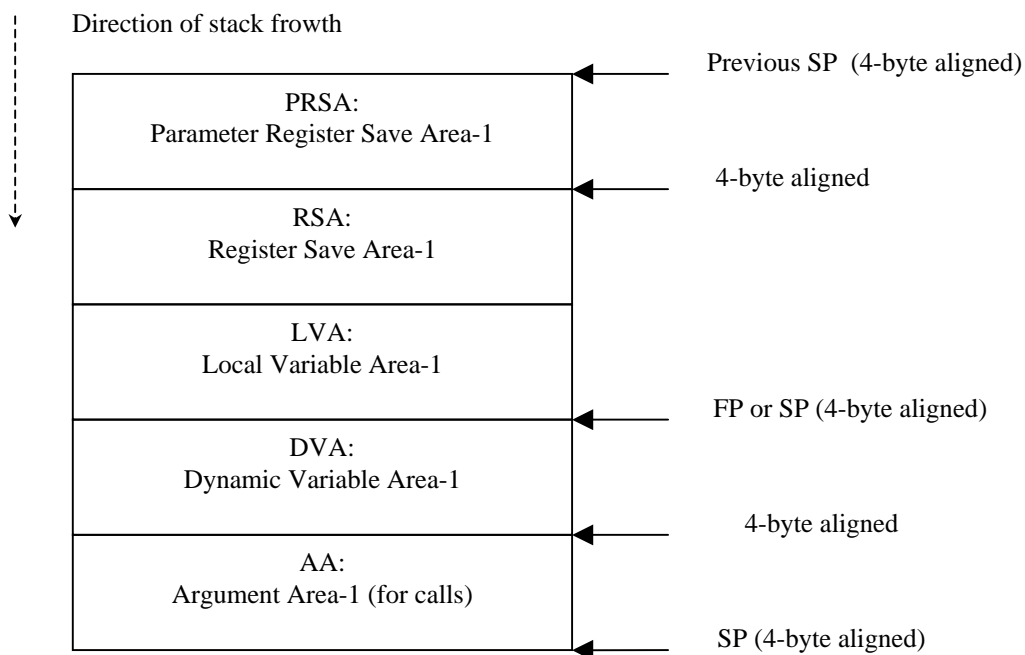 Direction of stack frowth
Previous SP (4-byte aligned)
PRSA:
Parameter Register Save Area-1
4-byte aligned
RSA:
Register Save Area-1
LVA:
Local Variable Area-1
FP or SP (4-byte aligned)
DVA:
Dynamic Variable Area-1
4-byte aligned
AA:
Argument Area-1 (for calls)
SP (4-byte aligned)